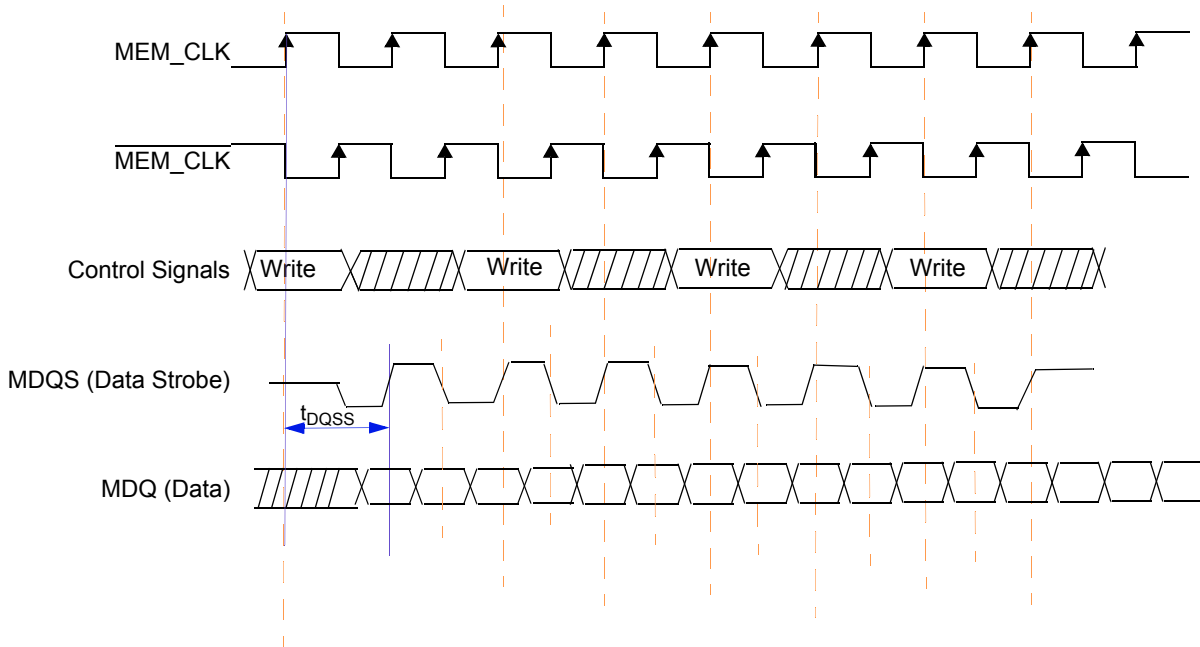 MEM_CLK
MEM_CLK
Control Signals Write Write Write Write
MDQS (Data Strobe)
tDQSS
MDQ (Data)